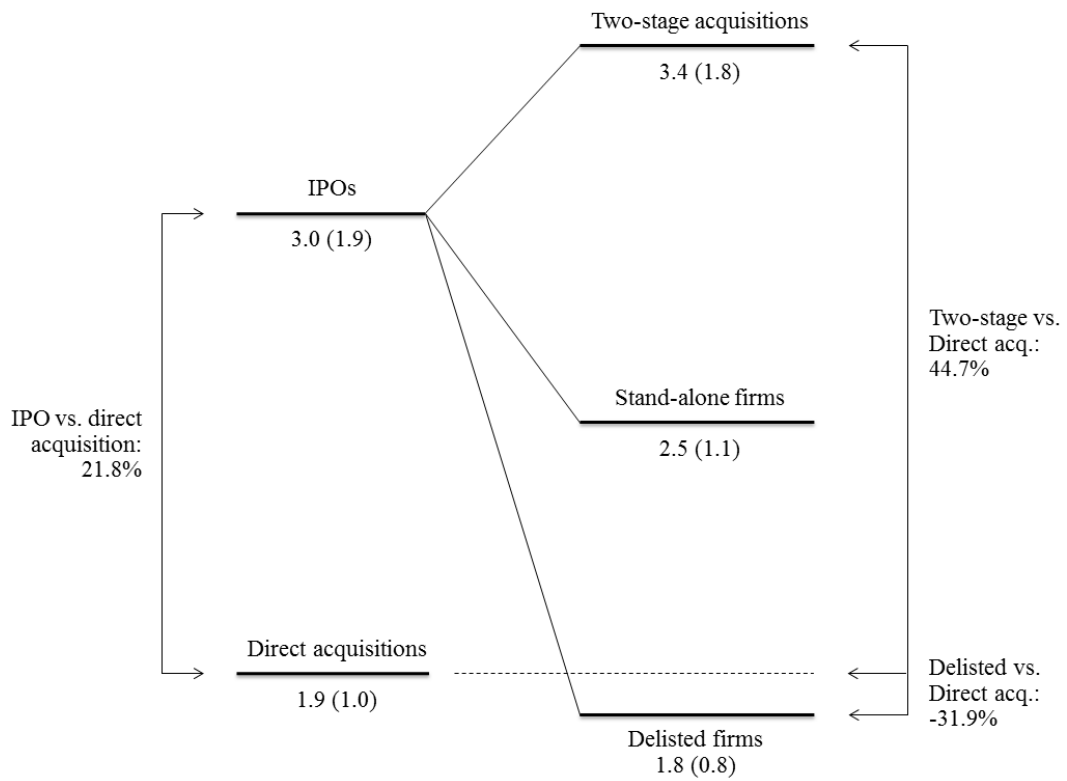 Two-stage acquisitions
3.4 (1.8)
IPOs
3.0 (1.9)
Two-stage vs.
Direct acq.:
44.7%
Stand-alone firms
2.5 (1.1)
IPO vs. direct
acquisition:
21.8%
Direct acquisitions
1.9 (1.0)
Delisted vs.
Direct acq.:
-31.9%
Delisted firms
1.8 (0.8)